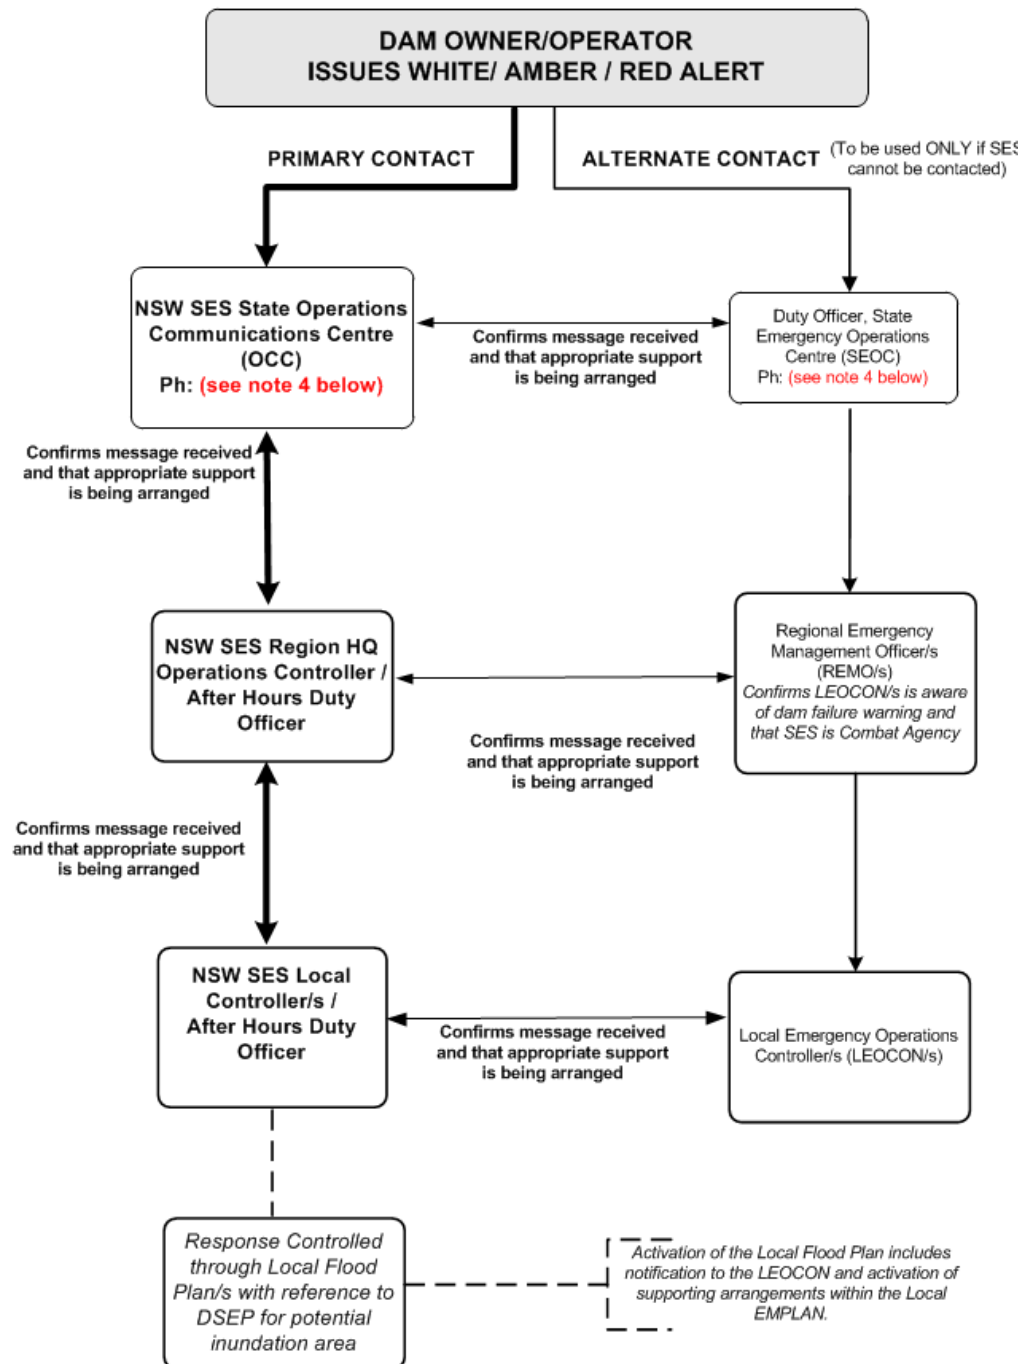 DAM OWNER/OPERATOR
ISSUES WHITE/ AMBER / RED ALERT
PRIMARY CONTACT
ALTERNATE CONTACT
(To be used ONLY if SES
cannot be contacted)
NSW SES State Operations
Communications Centre
(OCC)
Ph: (see note 4 below)
Confirms message received
and that appropriate support
is being arranged
Duty Officer, State
Emergency Operations
Centre (SEOC)
Ph: (see note 4 below)
Confirms message received
and that appropriate support
is being arranged
NSW SES Region HQ
Operations Controller /
After Hours Duty
Officer
Confirms message received
and that appropriate support
is being arranged
Regional Emergency
Management Officer/s
(REMO/s)
Confirms LEOCON/s is aware
of dam failure warning and
that SES is Combat Agency
Confirms message received
and that appropriate support
is being arranged
NSW SES Local
Controller/s /
After Hours Duty
Officer
Confirms message received
and that appropriate support
is being arranged
Local Emergency Operations
Controller/s (LEOCON/s)
Response Controlled
through Local Flood
Plan/s with reference to
DSEP for potential
inundation area
Activation of the Local Flood Plan includes
notification to the LEOCON and activation of
supporting arrangements within the Local
EMPLAN.